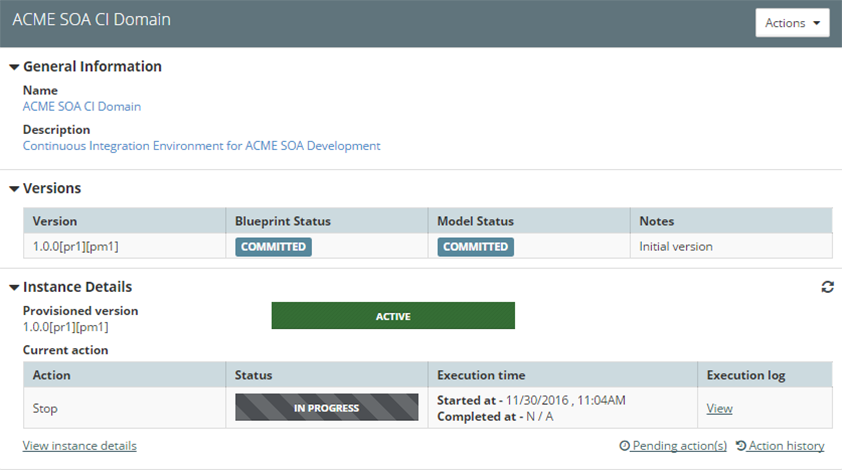 ACME SOA CI Domain
Actions
General Information
Name
ACME SOA CI Domain
Description
Continuous Integration Environment for ACME SOA Development
Versions
Version Blueprint Status Model Status Notes
1.0.0[pr1][pm1] COMMITTED COMMITTED Initial version
Instance Details
Provisioned version
1.0.0[pr1][pm1]
ACTIVE
Current action
Action Status Execution time Execution log
Stop IN PROGRESS Started at - 11/30/2016 , 11:04AM View
Completed at - N / A
View instance details Pending action(s) Action history